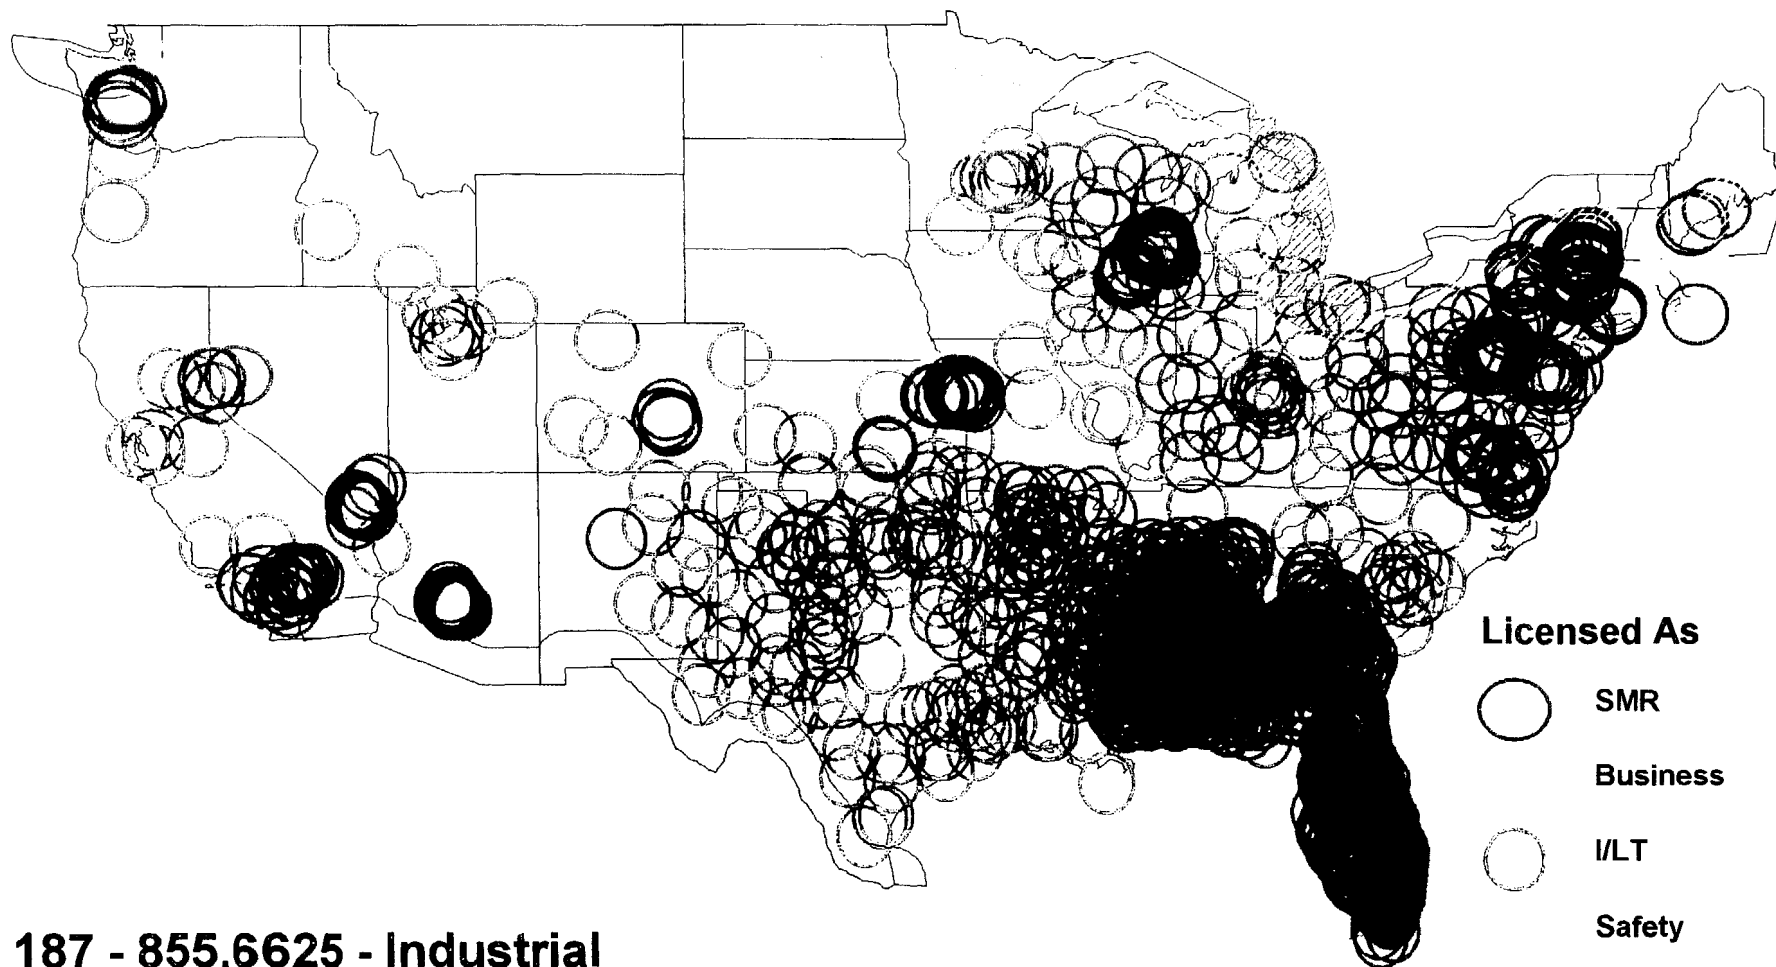 Licensed As
SMR
Business
I/LT
Safety
187 - 855.6625 - Industrial